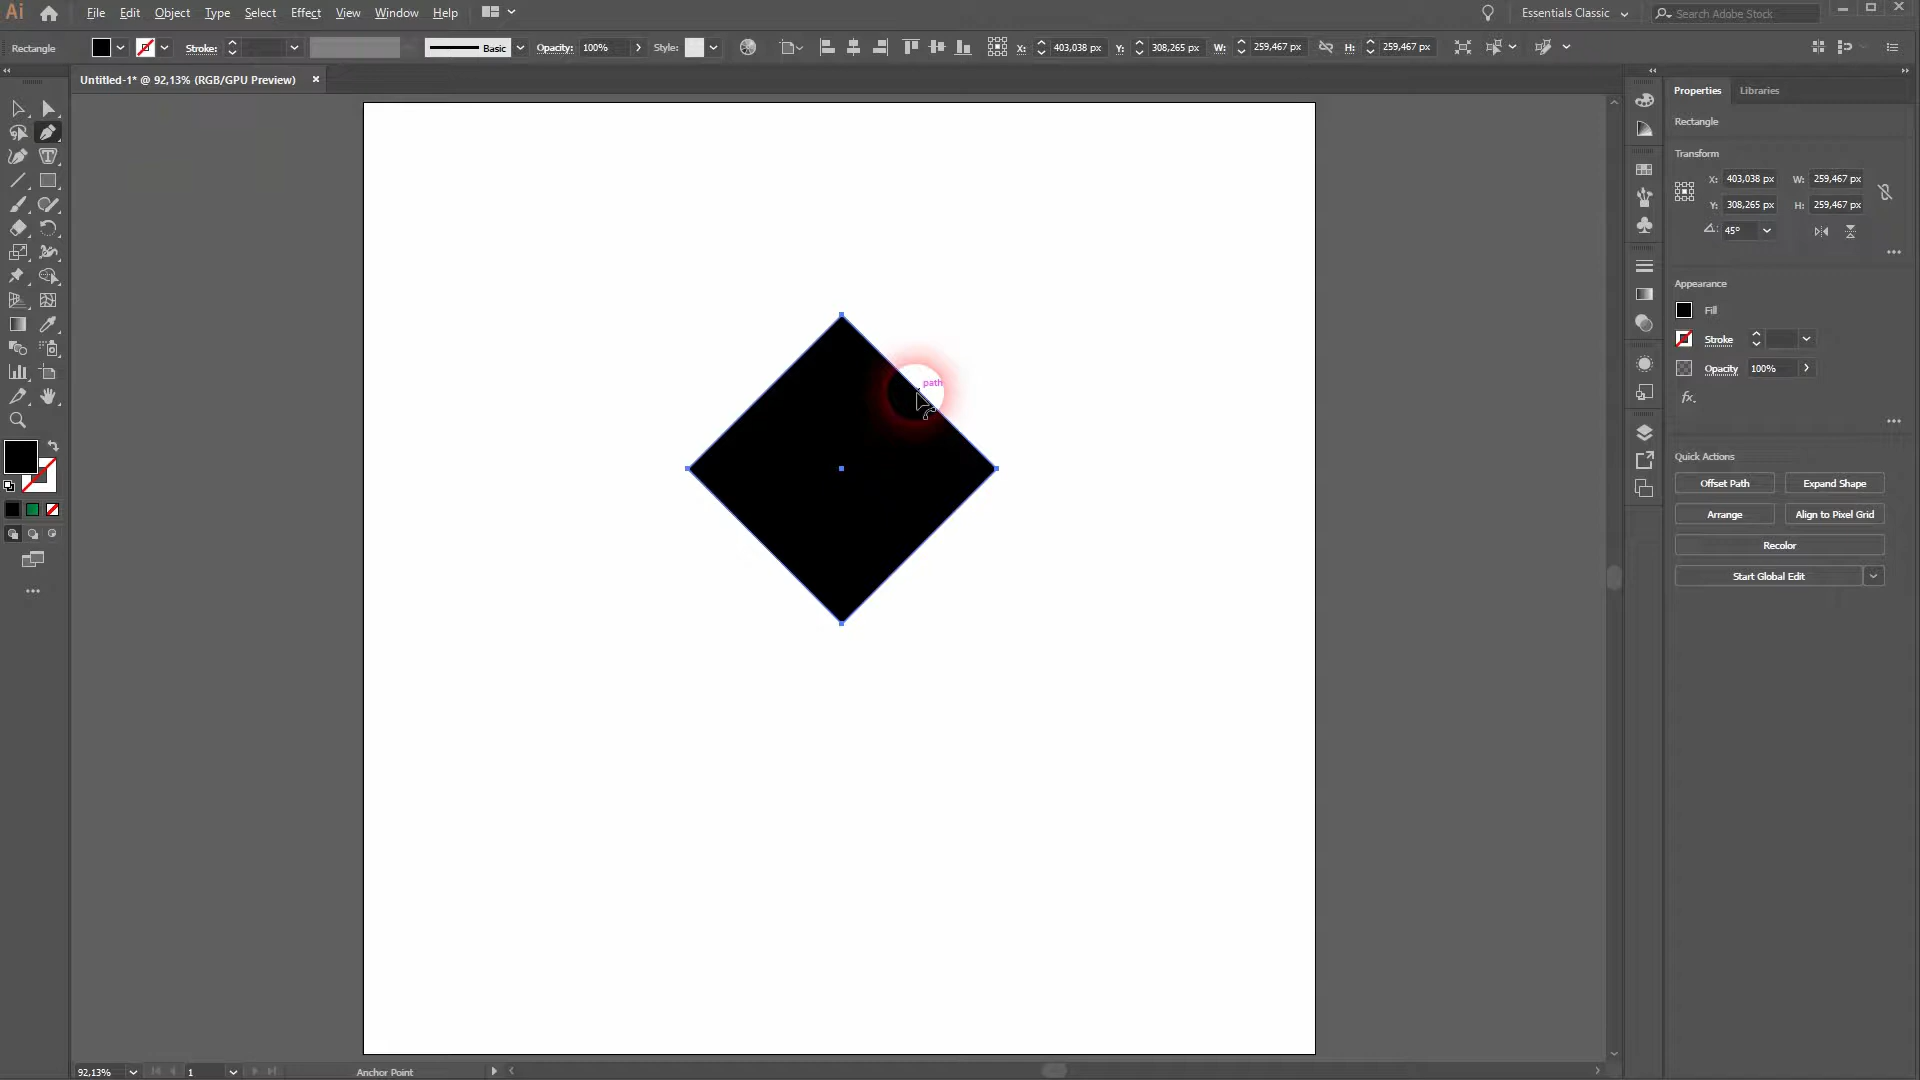 Ai File Edit Object Type Select Effect View Window Help Essentials Classic Search Adobe Stock
Rectangle Stroke: Basic Opacity: 100% Style: X: 403,038 px Y: 308,265 px W: 259,467 px H: 259,467 px
Untitled-1* @ 92,13% (RGB/GPU Preview) ×
Properties Libraries
Rectangle
Transform
X: 403,038 px W: 259,467 px
Y: 308,265 px H: 259,467 px
45°
Appearance
Fill
Stroke
Opacity 100%
fx.
Quick Actions
Offset Path Expand Shape
Arrange Align to Pixel Grid
Recolor
Start Global Edit
path
92,13% 1 Anchor Point